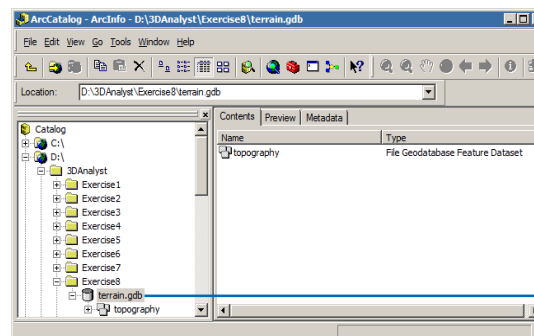 ArcCatalog - ArcInfo - D:\3DAnalyst\Exercise8\terrain.gdb
File Edit View Go Tools Window Help
Location: D:\3DAnalyst\Exercise8\terrain.gdb
Contents Preview Metadata
Catalog
C:\
D:\
3DAnalyst
Exercise1
Exercise2
Exercise3
Exercise4
Exercise5
Exercise6
Exercise7
Exercise8
terrain.gdb
topography
Name Type
topography File Geodatabase Feature Dataset